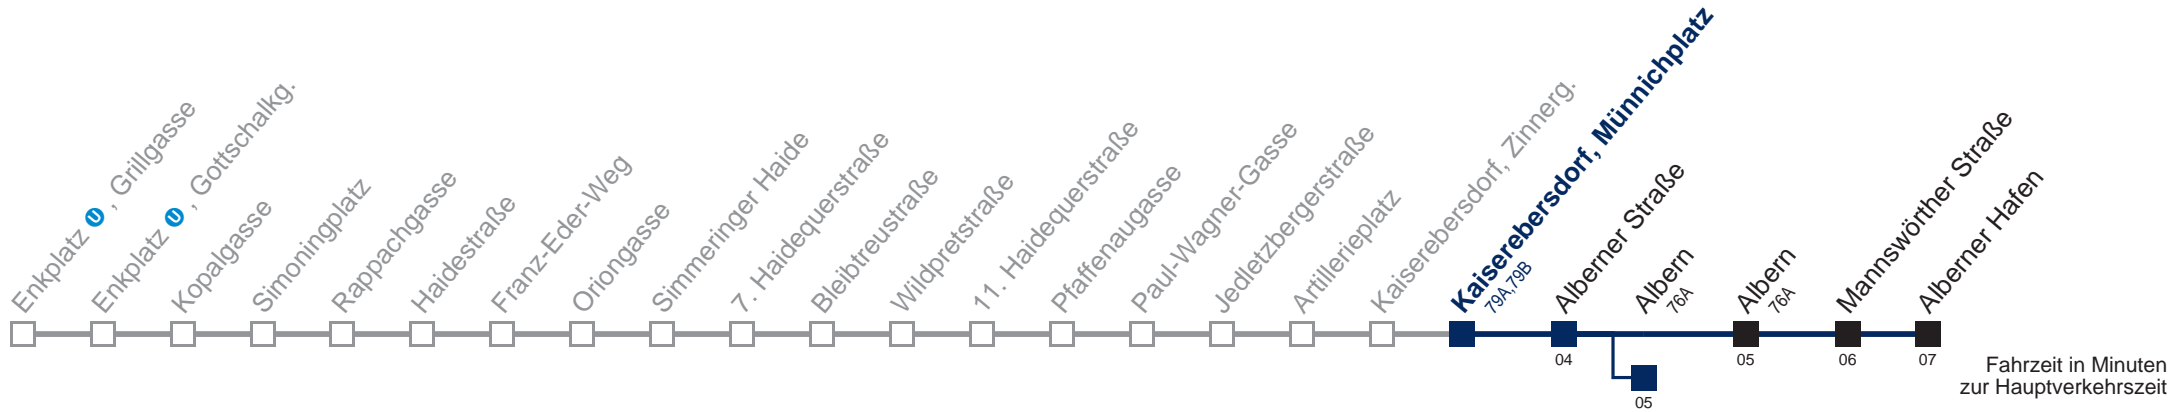 Enkplatz U , Grillgasse
Enkplatz U , Gottschalkg.
Kopalgasse
Simoningplatz
Rappachgasse
Haidestraße
Franz-Eder-Weg
Oriongasse
Simmeringer Haide
7. Haidequerstraße
Bleibtreustraße
Wildpretstraße
11. Haidequerstraße
Pfaffenaugasse
Paul-Wagner-Gasse
Jedletzbergerstraße
Artillerieplatz
Kaiserebersdorf, Zinnerg.
Kaiserebersdorf, Münnichplatz
79A,79B
Alberner Straße
04
Albern
76A
05
Albern
76A
05
Mannswörther Straße
06
Alberner Hafen
07
Fahrzeit in Minuten
zur Hauptverkehrszeit